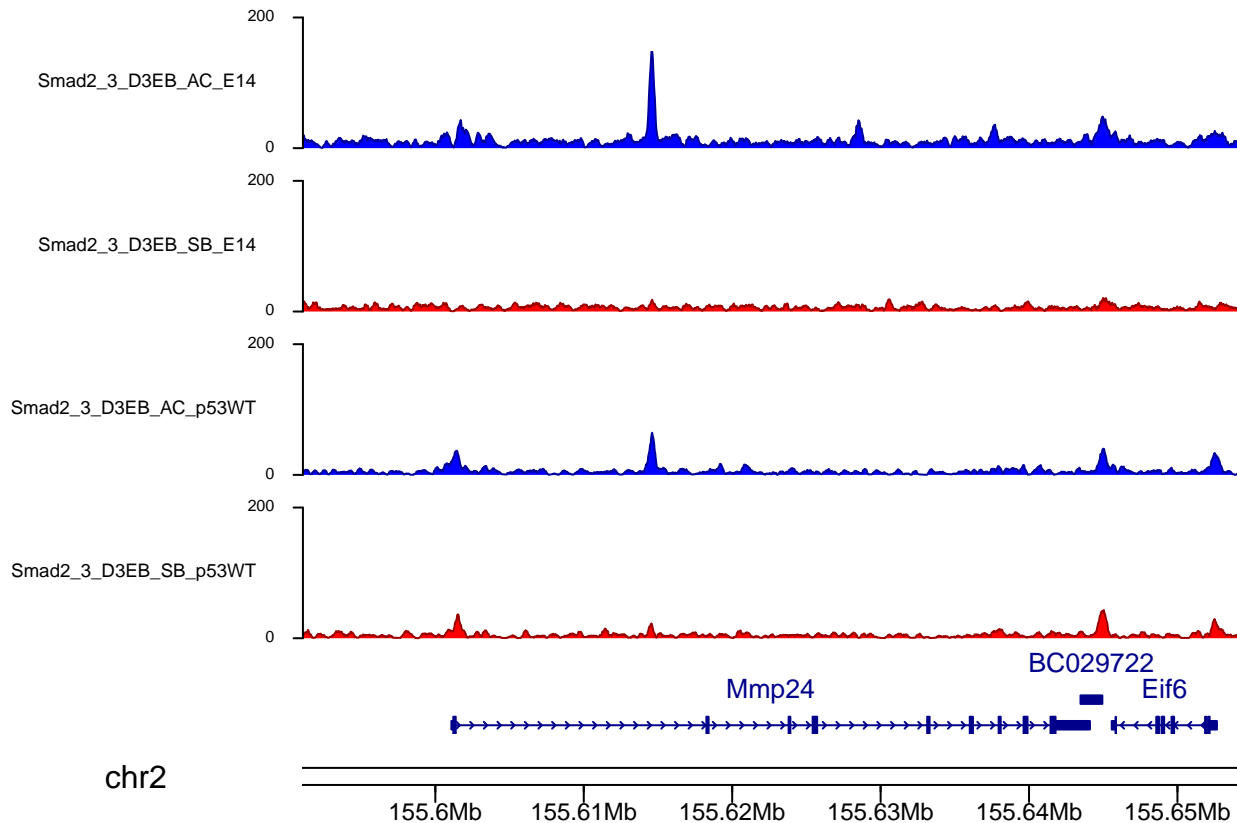 200
Smad2_3_D3EB_AC_E14
0
200
Smad2_3_D3EB_SB_E14
0
200
Smad2_3_D3EB_AC_p53WT
0
200
Smad2_3_D3EB_SB_p53WT
0
BC029722
Mmp24 Eif6
chr2
155.6Mb 155.61Mb 155.62Mb 155.63Mb 155.64Mb 155.65Mb